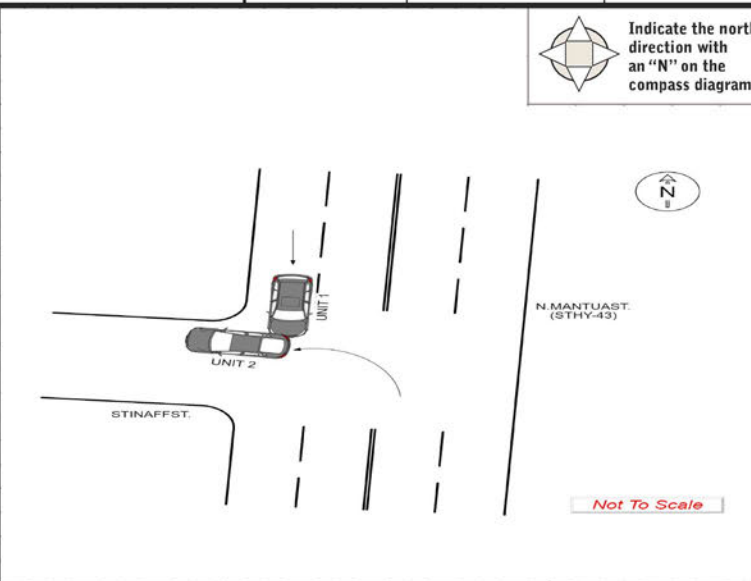 Indicate the north
direction with
an “N” on the
compass diagram
N
N.MANTUAST.
(STHY-43)
UNIT 1
UNIT 2
STINAFFST.
Not To Scale